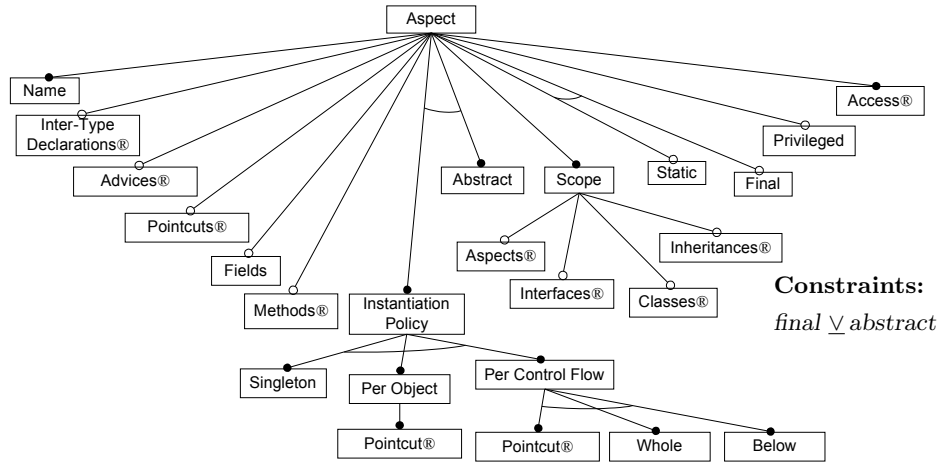 Aspect
Name
Access®
Inter-Type
Declarations®
Privileged
Advices®
Abstract
Scope
Static
Final
Pointcuts®
Aspects®
Inheritances®
Fields
Interfaces®
Classes®
Methods®
Instantiation
Policy
Constraints:
final ⊻ abstract
Singleton
Per Object
Per Control Flow
Pointcut®
Pointcut®
Whole
Below